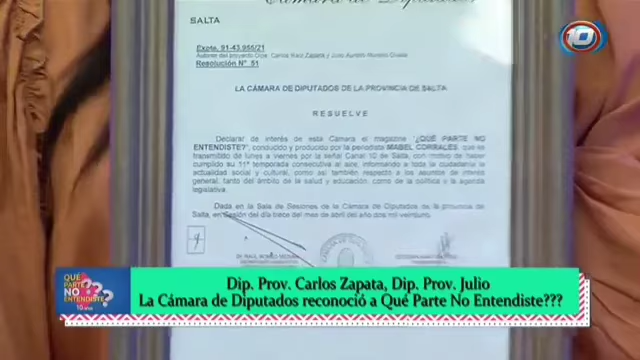 Cámara de Diputados
SALTA
Expte. 91-43.955/21
Autores del proyecto Dips. Carlos Raúl Zapata y Julio Aurelio Moreno Ovalle
Resolución N° 51
LA CÁMARA DE DIPUTADOS DE LA PROVINCIA DE SALTA
RESUELVE
Declarar de interés de esta Cámara el magazine "¿QUÉ PARTE NO
ENTENDISTE?", conducido y producido por la periodista MABEL CORRALES, que es
transmitido de lunes a viernes por la señal Canal 10 de Salta, con motivo de haber
cumplido su 11ª temporada consecutiva al aire, informando a toda la ciudadanía la
actualidad social y cultural, como así también respecto a los asuntos de interés
general, tanto del ámbito de la salud y educación, como de la política y la agenda
legislativa.
Dada en la Sala de Sesiones de la Cámara de Diputados de la provincia de
Salta, en Sesión del día trece del mes de abril del año dos mil veintiuno.
10
QUÉ
PARTE
NO
ENTENDISTE???
Dip. Prov. Carlos Zapata, Dip. Prov. Julio
La Cámara de Diputados reconoció a Qué Parte No Entendiste???